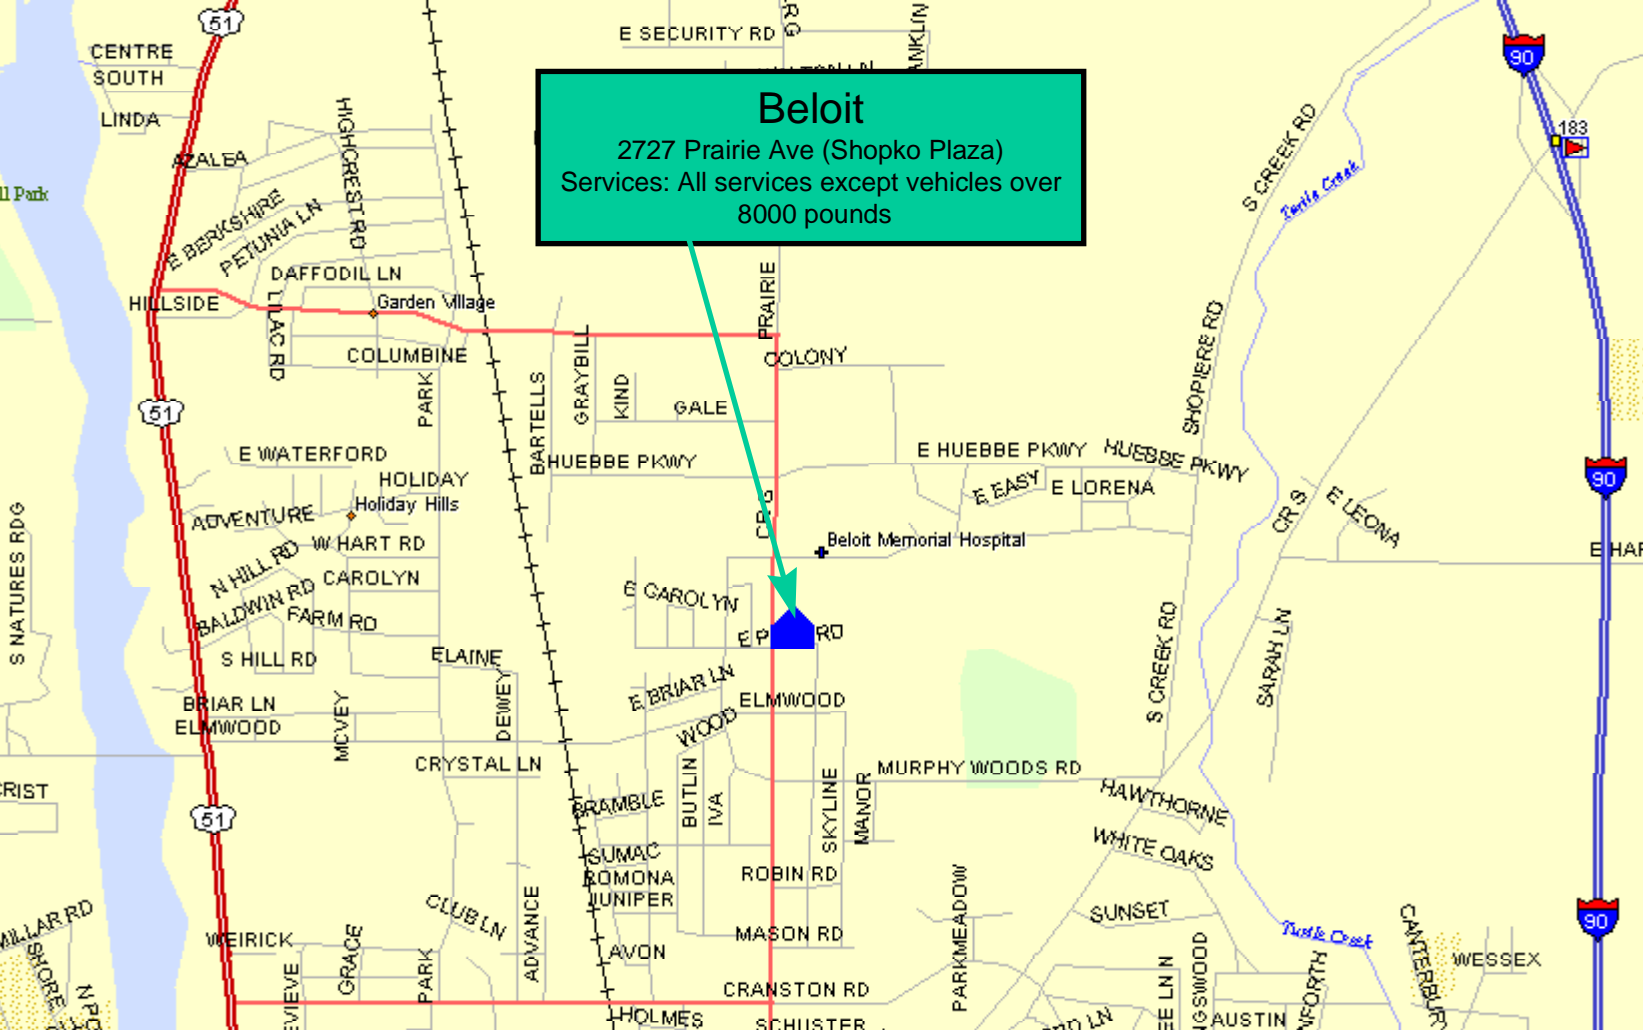 51
E SECURITY RD
CENTRE
SOUTH
LINDA
90
183
Beloit
2727 Prairie Ave (Shopko Plaza)
Services: All services except vehicles over
8000 pounds
HIGHCREST RD
AZALEA
S CREEK RD
Turtle Creek
Park
E BERKSHIRE
PETUNIA LN
DAFFODIL LN
HILLSIDE
Garden Village
LILAC RD
PRAIRIE
COLUMBINE
COLONY
SHOPIERE RD
51
PARK
BARTELLS
GRAYBILL
KIND
GALE
E WATERFORD
HUEBBE PKWY
E HUEBBE PKWY
HUEBBE PKWY
90
HOLIDAY
Holiday Hills
E EASY
E LORENA
CR S
E LEONA
ADVENTURE
W HART RD
Beloit Memorial Hospital
S NATURES RDG
N HILL RD
CAROLYN
BALDWIN RD
FARM RD
E CAROLYN
E P
RD
S CREEK RD
SARAH LN
S HILL RD
ELAINE
DEWEY
E BRIAR LN
ELMWOOD
BRIAR LN
ELMWOOD
MCVEY
WOOD
CRYSTAL LN
MURPHY WOODS RD
BUTLIN
IVA
SKYLINE
MANOR
HAWTHORNE
51
BRAMBLE
WHITE OAKS
SUMAC
ROMONA
JUNIPER
ROBIN RD
PARKMEADOW
MILLAR RD
SHORE
CLUB LN
ADVANCE
SUNSET
CANTERBURY
90
WEIRICK
GRACE
PARK
AVON
MASON RD
Turtle Creek
WESSEX
CRANSTON RD
HOLMES
SCHUSTER
AUSTIN